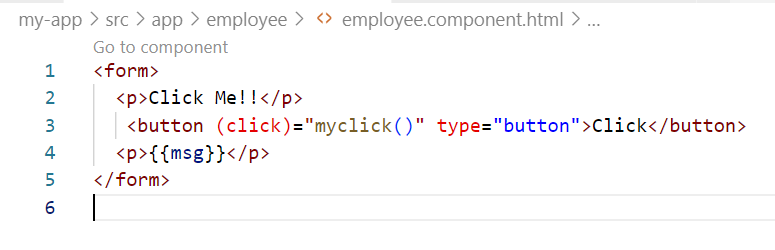 my-app > src > app > employee > <> employee.component.html > ...
Go to component
1 <form>
2 <p>Click Me!!</p>
3 <button (click)="myclick()" type="button">Click</button>
4 <p>{{msg}}</p>
5 </form>
6